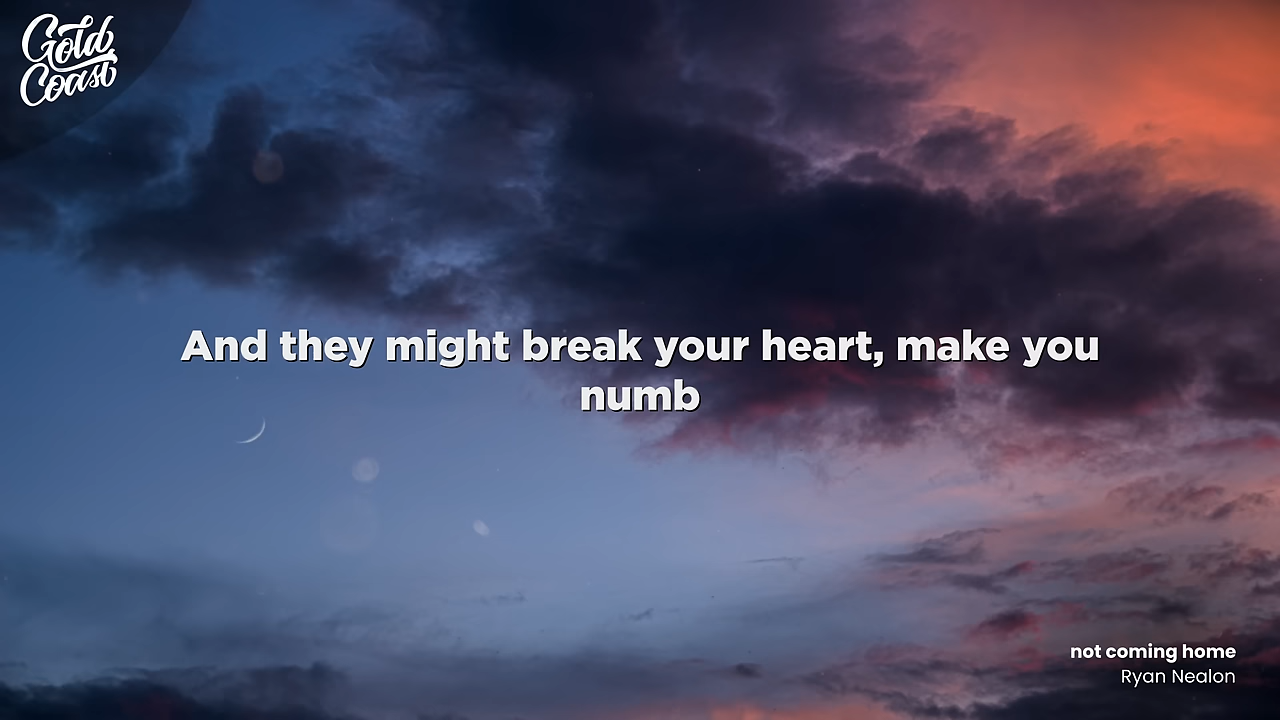 Gold
Coast
And they might break your heart, make you
numb
not coming home
Ryan Nealon